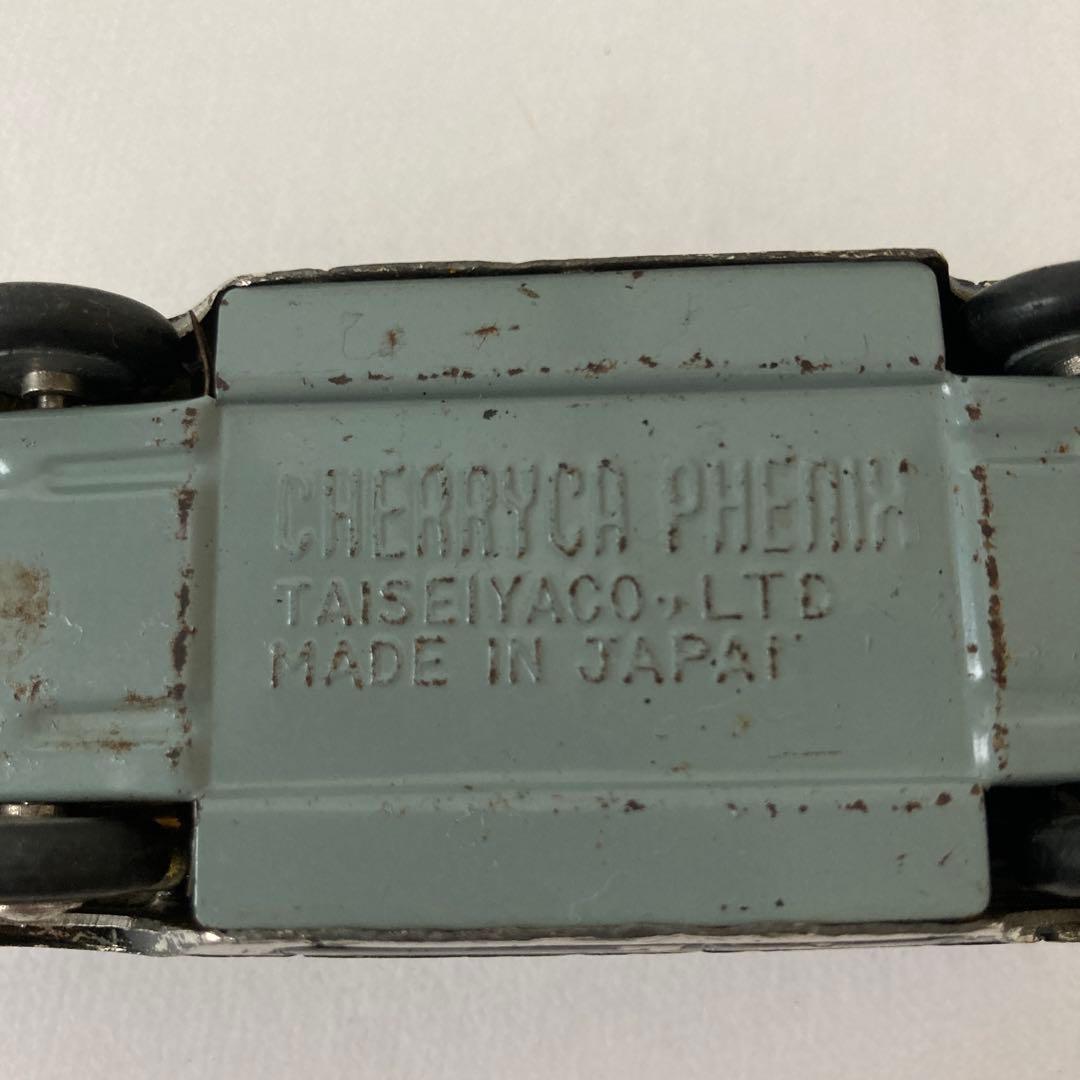 CHERRYCA PHENIX
TAISEIYACO., LTD
MADE IN JAPAN